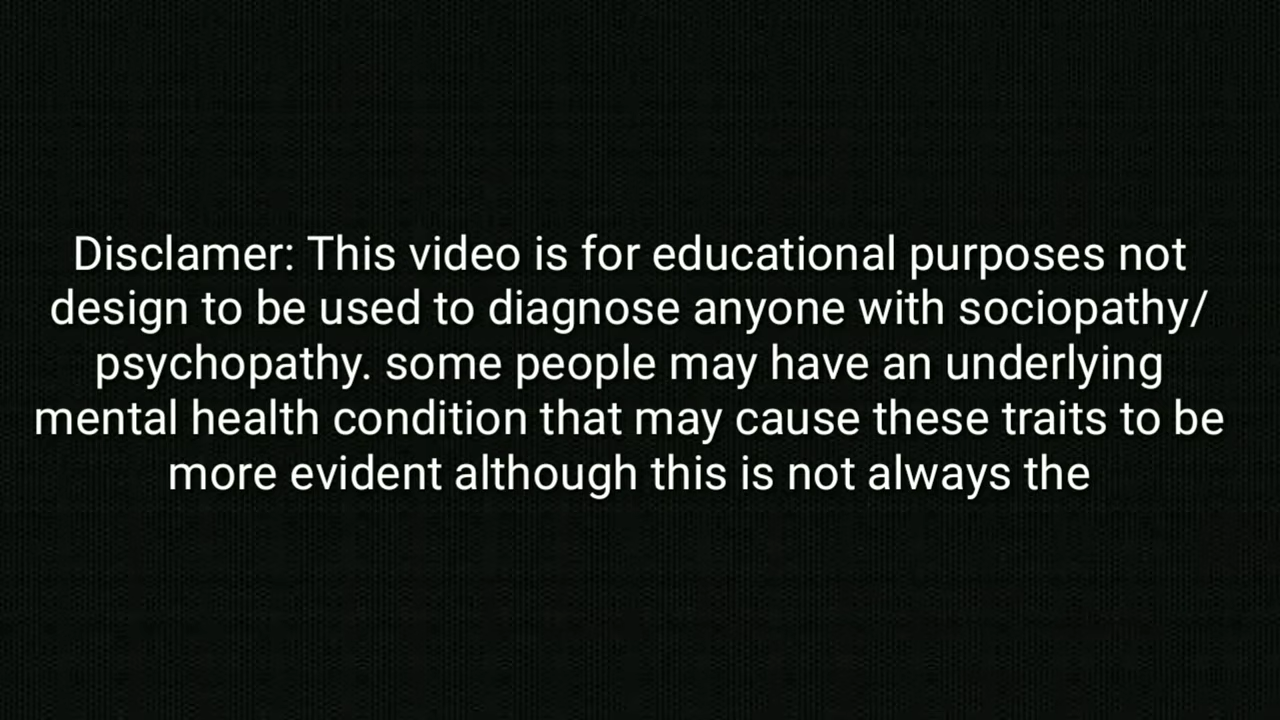 Disclamer: This video is for educational purposes not
design to be used to diagnose anyone with sociopathy/
psychopathy. some people may have an underlying
mental health condition that may cause these traits to be
more evident although this is not always the